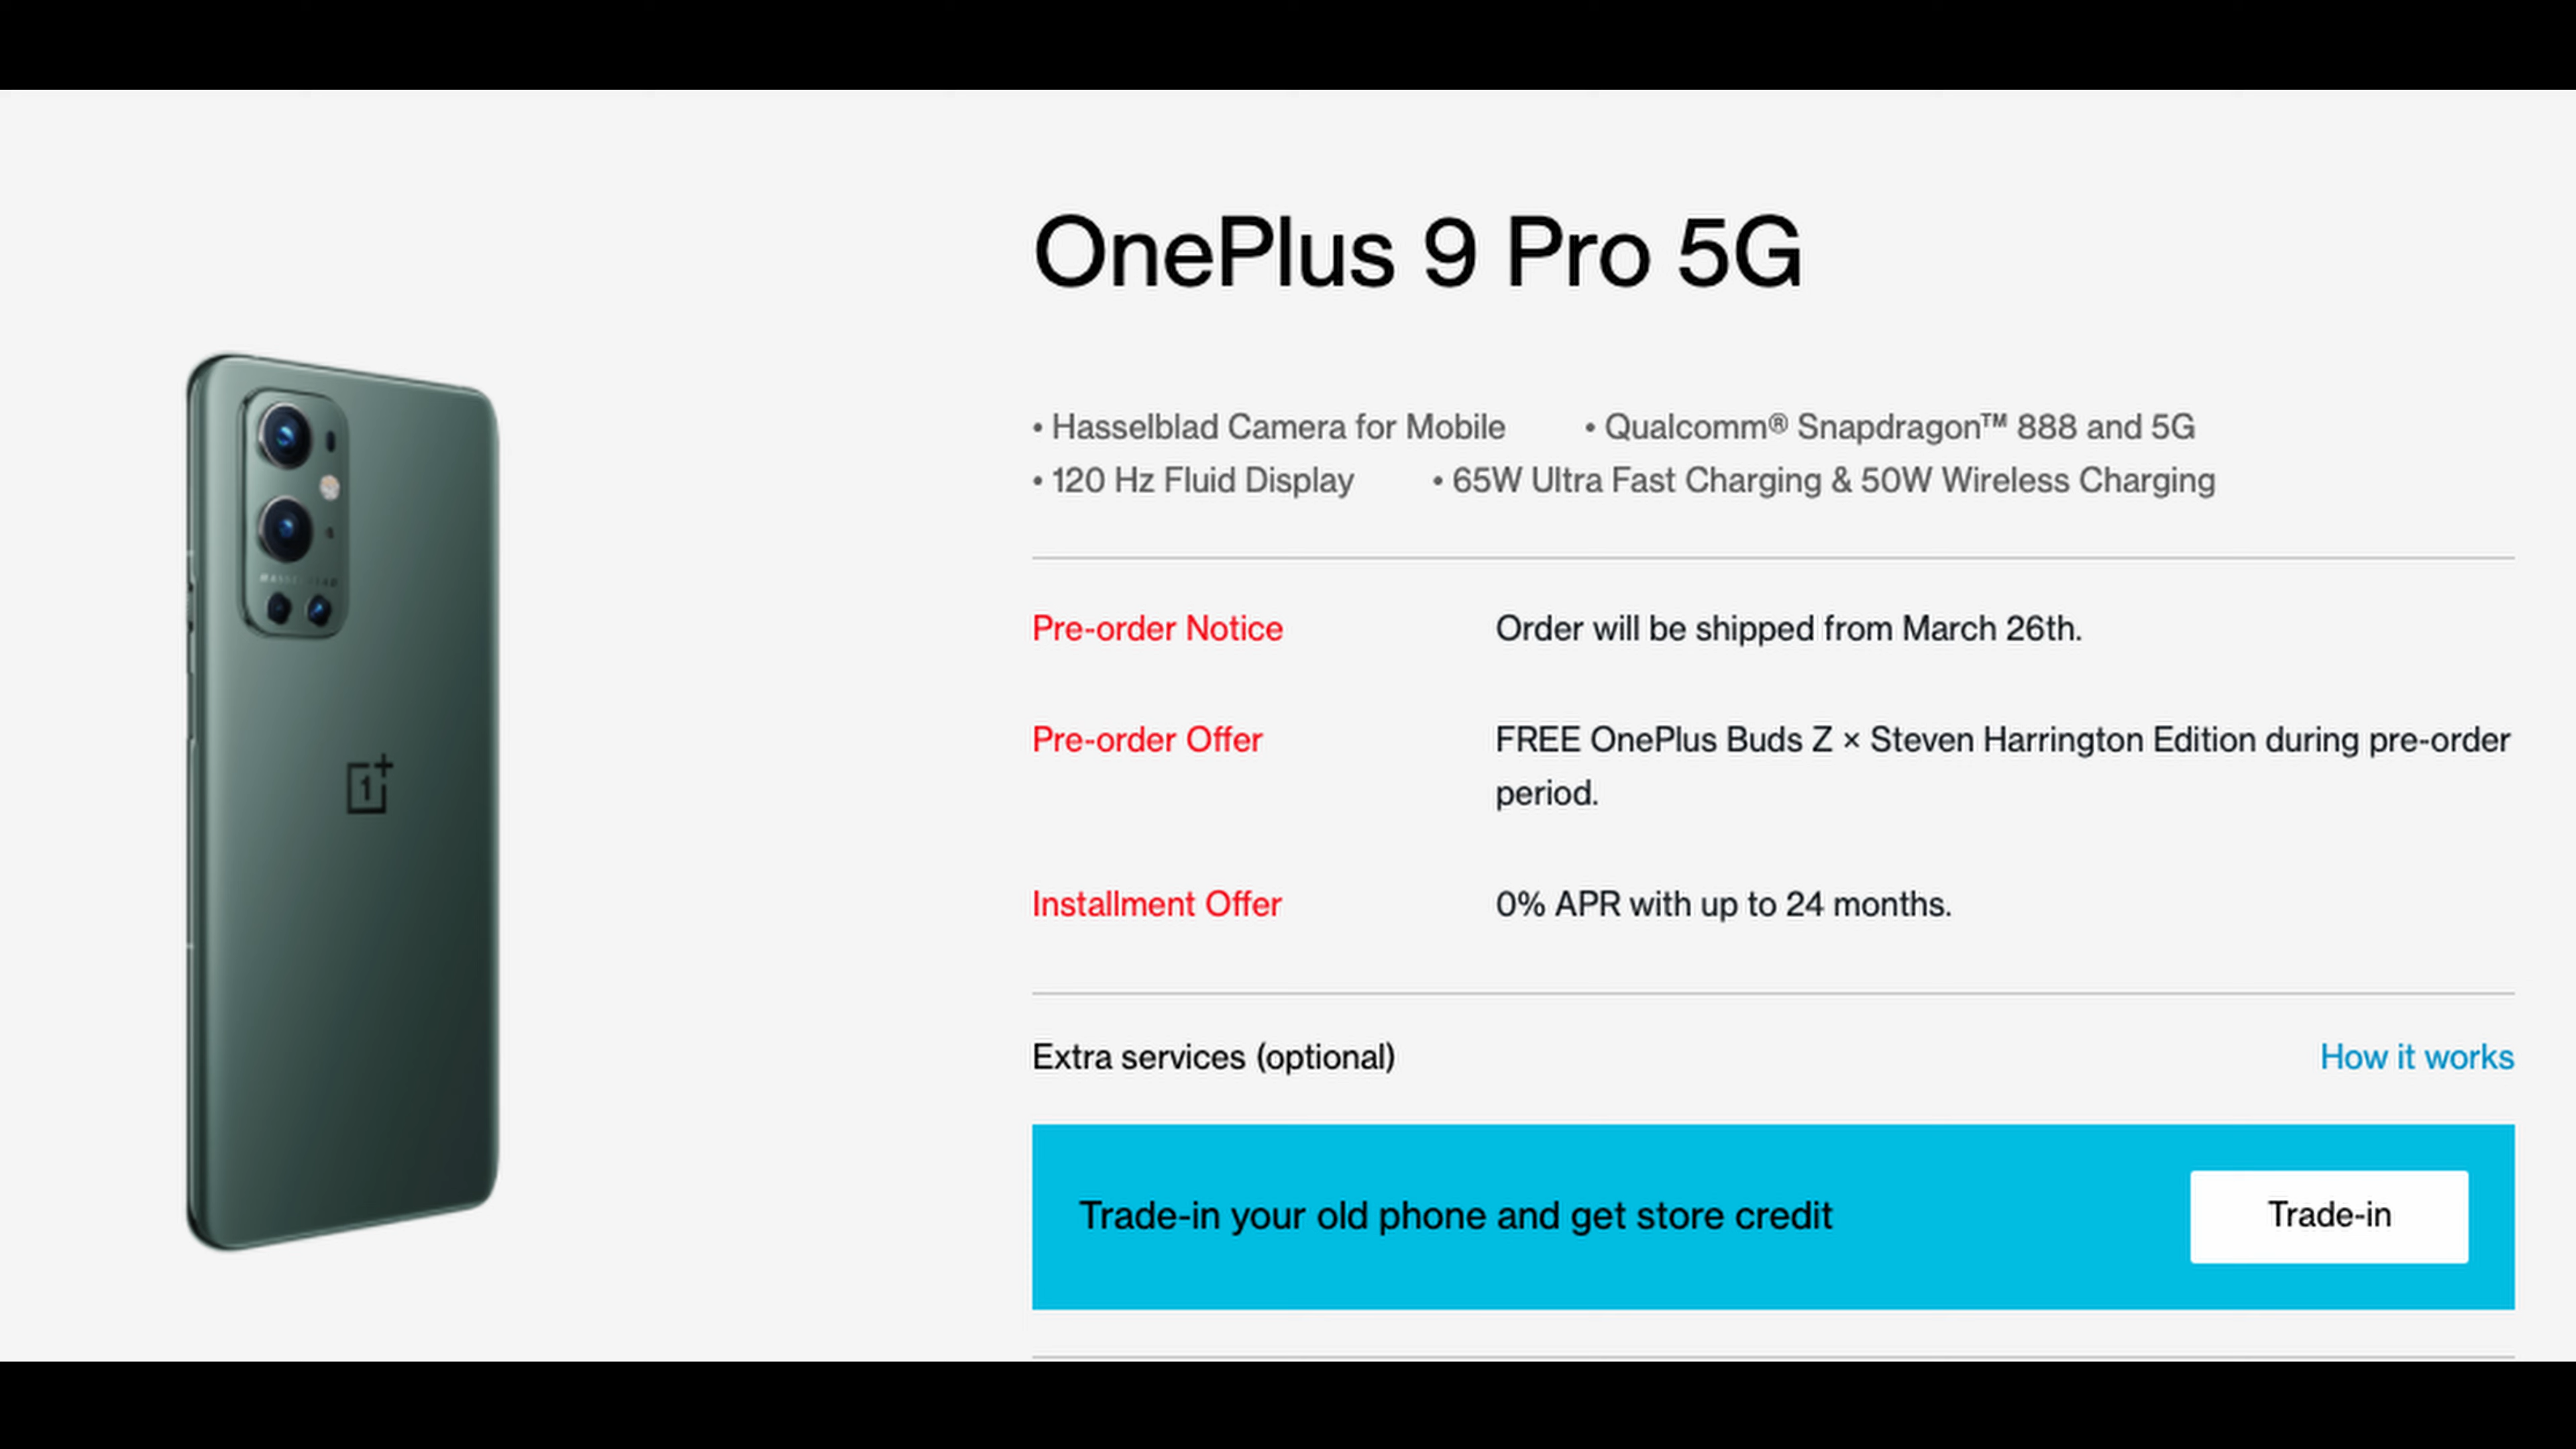 OnePlus 9 Pro 5G
• Hasselblad Camera for Mobile • Qualcomm® Snapdragon™ 888 and 5G
• 120 Hz Fluid Display • 65W Ultra Fast Charging & 50W Wireless Charging
Pre-order Notice Order will be shipped from March 26th.
Pre-order Offer FREE OnePlus Buds Z × Steven Harrington Edition during pre-order
period.
Installment Offer 0% APR with up to 24 months.
Extra services (optional) How it works
Trade-in your old phone and get store credit Trade-in
HASSELBLAD
1+